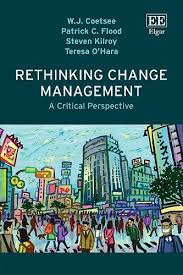 W.J. Coetsee
Patrick C. Flood
Steven Kilroy
Teresa O'Hara
EE
Elgar
RETHINKING CHANGE
MANAGEMENT
A Critical Perspective